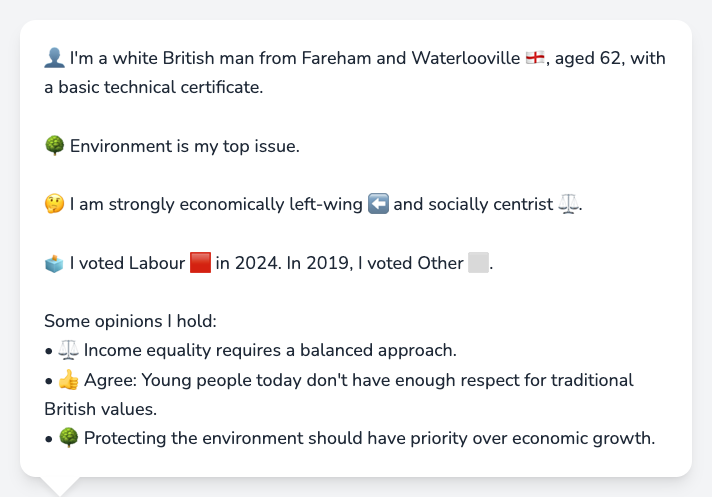 👤 I'm a white British man from Fareham and Waterlooville 🏴󠁧󠁢󠁥󠁮󠁧󠁿, aged 62, with
a basic technical certificate.
🌳 Environment is my top issue.
🤔 I am strongly economically left-wing ⬅️ and socially centrist ⚖️.
🗳️ I voted Labour 🟥 in 2024. In 2019, I voted Other ⬜.
Some opinions I hold:
• ⚖️ Income equality requires a balanced approach.
• 👍 Agree: Young people today don't have enough respect for traditional
British values.
• 🌳 Protecting the environment should have priority over economic growth.